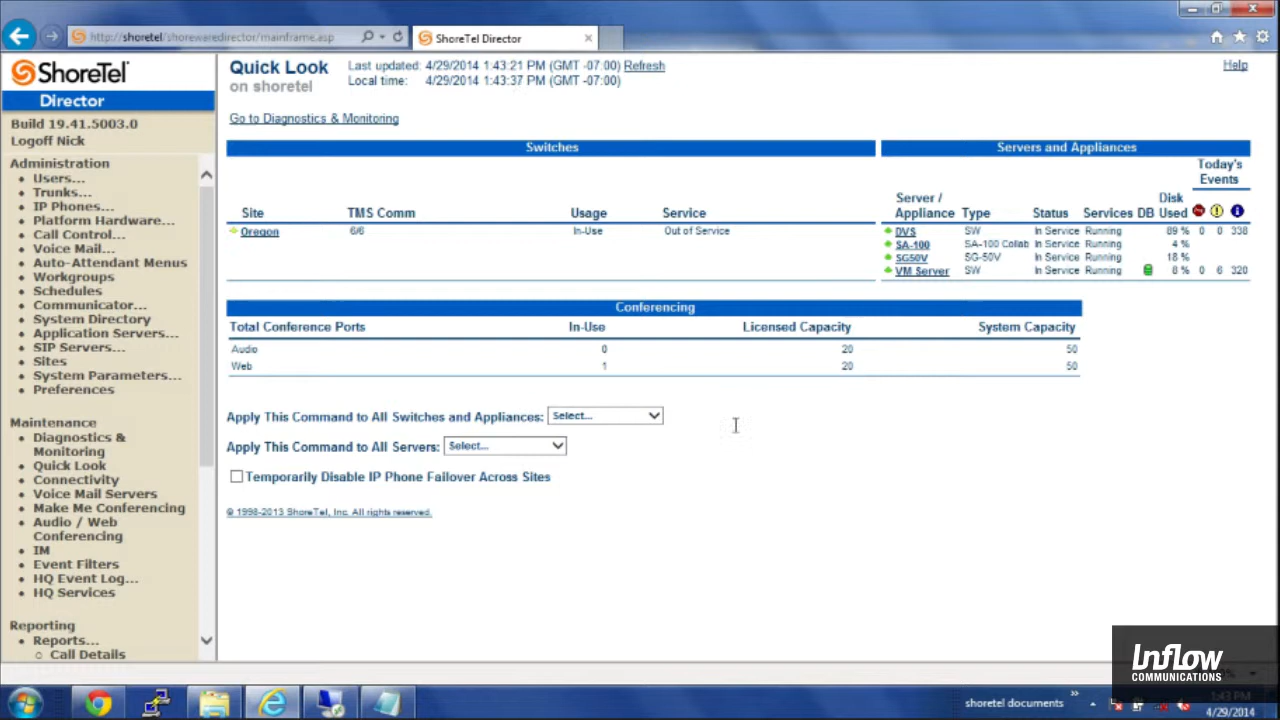 http://shoretel/shorewaredirector/mainframe.asp
ShoreTel Director
ShoreTel
Director
Build 19.41.5003.0
Logoff Nick
Administration
Users...
Trunks...
IP Phones...
Platform Hardware...
Call Control...
Voice Mail...
Auto-Attendant Menus
Workgroups
Schedules
Communicator...
System Directory
Application Servers...
SIP Servers...
Sites
System Parameters...
Preferences
Maintenance
Diagnostics &
Monitoring
Quick Look
Connectivity
Voice Mail Servers
Make Me Conferencing
Audio / Web
Conferencing
IM
Event Filters
HQ Event Log...
HQ Services
Reporting
Reports...
Call Details
Quick Look
on shoretel
Last updated: 4/29/2014 1:43:21 PM (GMT -07:00) Refresh
Local time: 4/29/2014 1:43:37 PM (GMT -07:00)
Help
Go to Diagnostics & Monitoring
Switches
Site TMS Comm Usage Service
Oregon 6/6 In-Use Out of Service
Servers and Appliances
Today's
Events
Server / Disk
Appliance Type Status Services DB Used
DVS SW In Service Running 89 % 0 0 338
SA-100 SA-100 Collab In Service Running 4 %
SG50V SG-50V In Service Running 18 %
VM Server SW In Service Running 8 % 0 6 320
Conferencing
Total Conference Ports In-Use Licensed Capacity System Capacity
Audio 0 20 50
Web 1 20 50
Apply This Command to All Switches and Appliances: Select...
Apply This Command to All Servers: Select...
Temporarily Disable IP Phone Failover Across Sites
© 1998-2013 ShoreTel, Inc. All rights reserved.
Inflow
COMMUNICATIONS
shoretel documents
1:43 PM
4/29/2014